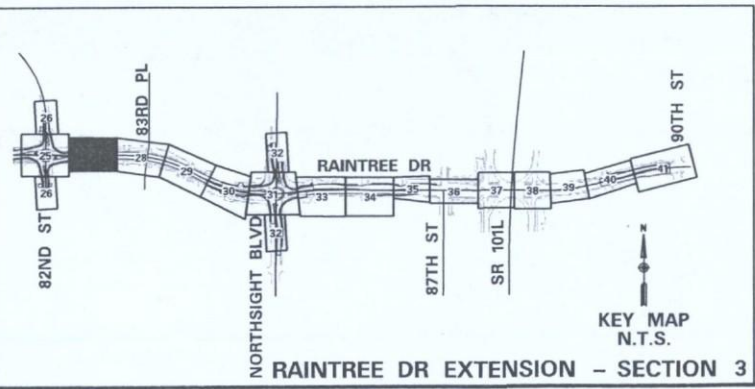 83RD PL
90TH ST
26
32
25
28
29
30
31
RAINTREE DR
33
34
35
36
37
38
39
40
41
26
32
82ND ST
NORTHSIGHT BLVD
87TH ST
SR 101L
N
KEY MAP
N.T.S.
RAINTREE DR EXTENSION - SECTION 3